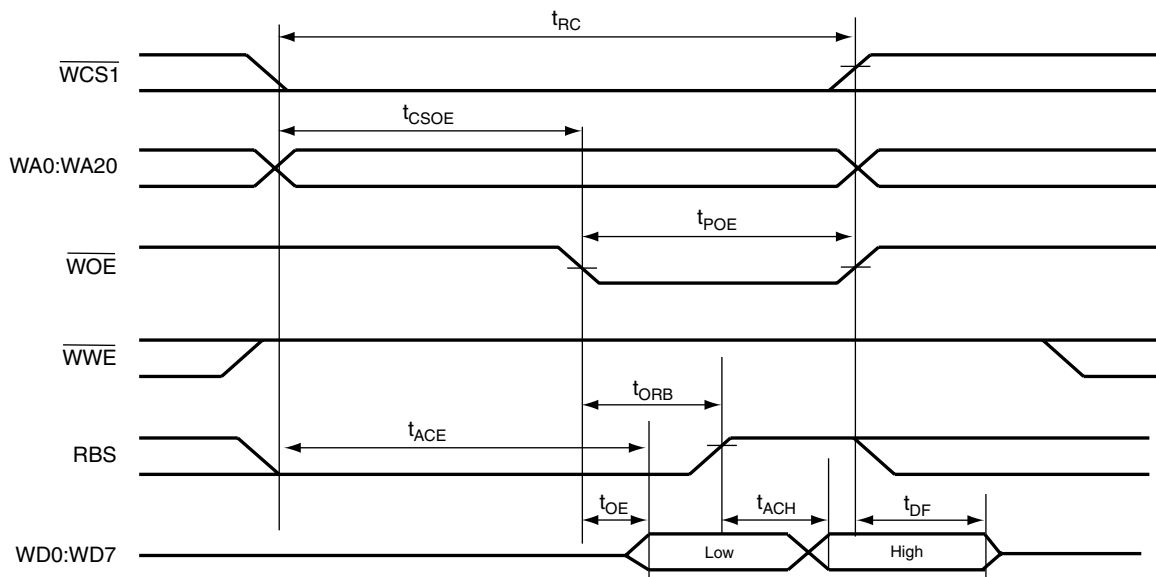 tRC
WCS1
tCSOE
WA0:WA20
tPOE
WOE
WWE
tORB
tACE
RBS
tOE
tACH
tDF
WD0:WD7
Low
High